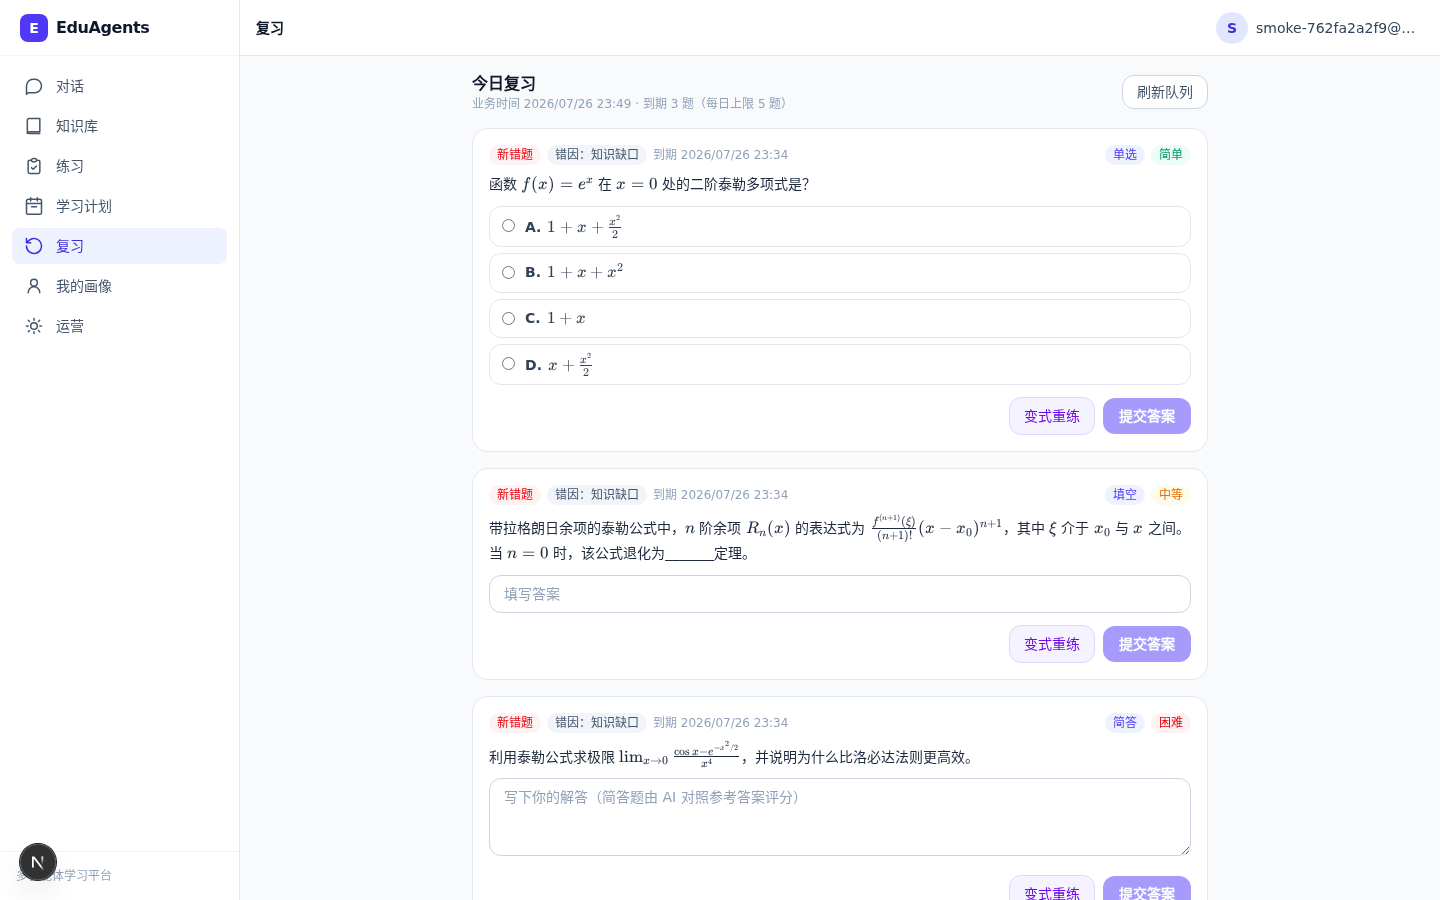 E EduAgents
复习
S smoke-762fa2a2f9@...
对话
知识库
练习
学习计划
复习
我的画像
运营
今日复习
业务时间 2026/07/26 23:49 · 到期 3 题（每日上限 5 题）
刷新队列
新错题 错因：知识缺口 到期 2026/07/26 23:34 单选 简单
函数 f(x) = e^x 在 x = 0 处的二阶泰勒多项式是？
A. 1 + x + x^2/2
B. 1 + x + x^2
C. 1 + x
D. x + x^2/2
变式重练 提交答案
新错题 错因：知识缺口 到期 2026/07/26 23:34 填空 中等
带拉格朗日余项的泰勒公式中，n 阶余项 R_n(x) 的表达式为 f^(n+1)(ξ)/(n+1)! (x − x_0)^{n+1}，其中 ξ 介于 x_0 与 x 之间。
当 n = 0 时，该公式退化为_______定理。
填写答案
变式重练 提交答案
新错题 错因：知识缺口 到期 2026/07/26 23:34 简答 困难
利用泰勒公式求极限 lim_{x→0} (cos x−e^{−x^2/2})/x^4，并说明为什么比洛必达法则更高效。
写下你的解答（简答题由 AI 对照参考答案评分）
变式重练 提交答案
N
多 体学习平台